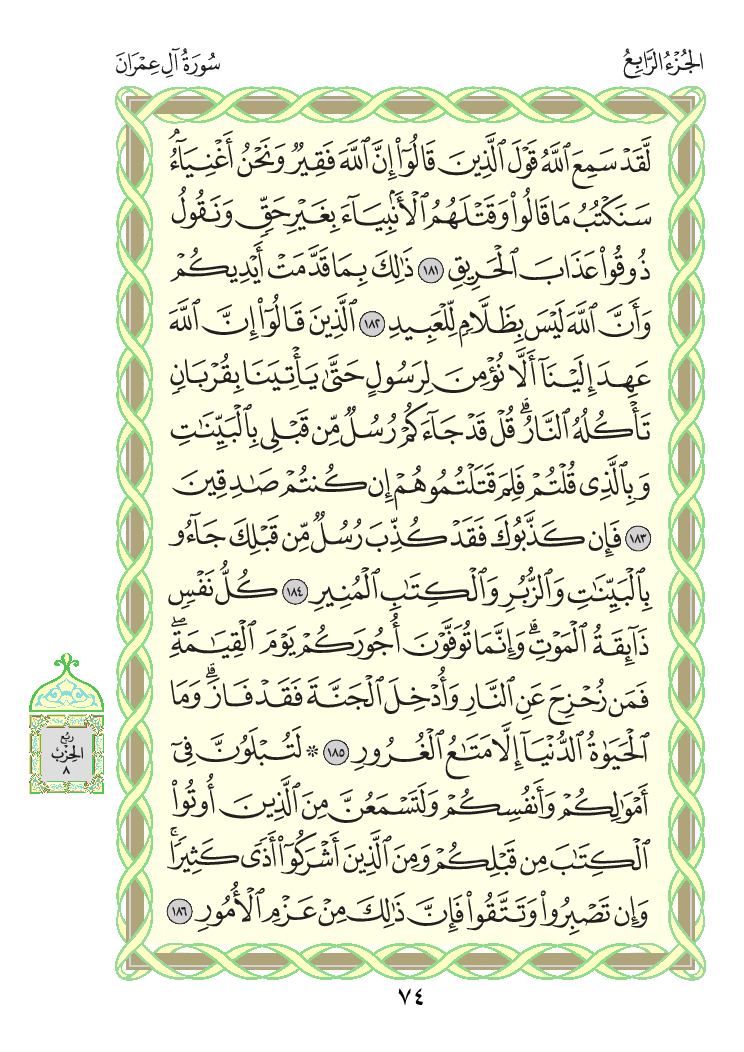 الجُزْءُ الرَّابِعُ
سُورَةُ آلِ عِمْرَانَ
لَّقَدْ سَمِعَ ٱللَّهُ قَوْلَ ٱلَّذِينَ قَالُوٓاْ إِنَّ ٱللَّهَ فَقِيرٌ وَنَحْنُ أَغْنِيَآءُۘ
سَنَكْتُبُ مَا قَالُواْ وَقَتْلَهُمُ ٱلْأَنۢبِيَآءَ بِغَيْرِ حَقٍّ وَنَقُولُ
ذُوقُواْ عَذَابَ ٱلْحَرِيقِ ١٨١ ذَٰلِكَ بِمَا قَدَّمَتْ أَيْدِيكُمْ
وَأَنَّ ٱللَّهَ لَيْسَ بِظَلَّامٍ لِّلْعَبِيدِ ١٨٢ ٱلَّذِينَ قَالُوٓاْ إِنَّ ٱللَّهَ
عَهِدَ إِلَيْنَآ أَلَّا نُؤْمِنَ لِرَسُولٍ حَتَّىٰ يَأْتِيَنَا بِقُرْبَانٍ
تَأْكُلُهُ ٱلنَّارُۗ قُلْ قَدْ جَآءَكُمْ رُسُلٌ مِّن قَبْلِى بِٱلْبَيِّنَٰتِ
وَبِٱلَّذِى قُلْتُمْ فَلِمَ قَتَلْتُمُوهُمْ إِن كُنتُمْ صَٰدِقِينَ
١٨٣ فَإِن كَذَّبُوكَ فَقَدْ كُذِّبَ رُسُلٌ مِّن قَبْلِكَ جَآءُو
بِٱلْبَيِّنَٰتِ وَٱلزُّبُرِ وَٱلْكِتَٰبِ ٱلْمُنِيرِ ١٨٤ كُلُّ نَفْسٍ
ذَآئِقَةُ ٱلْمَوْتِۗ وَإِنَّمَا تُوَفَّوْنَ أُجُورَكُمْ يَوْمَ ٱلْقِيَٰمَةِۖ
فَمَن زُحْزِحَ عَنِ ٱلنَّارِ وَأُدْخِلَ ٱلْجَنَّةَ فَقَدْ فَازَۗ وَمَا
ٱلْحَيَوٰةُ ٱلدُّنْيَآ إِلَّا مَتَٰعُ ٱلْغُرُورِ ١٨٥ ۞ لَتُبْلَوُنَّ فِىٓ
أَمْوَٰلِكُمْ وَأَنفُسِكُمْ وَلَتَسْمَعُنَّ مِنَ ٱلَّذِينَ أُوتُواْ
ٱلْكِتَٰبَ مِن قَبْلِكُمْ وَمِنَ ٱلَّذِينَ أَشْرَكُوٓاْ أَذًى كَثِيرًاۚ
وَإِن تَصْبِرُواْ وَتَتَّقُواْ فَإِنَّ ذَٰلِكَ مِنْ عَزْمِ ٱلْأُمُورِ ١٨٦
رُبُع
الحِزْب
٨
٧٤